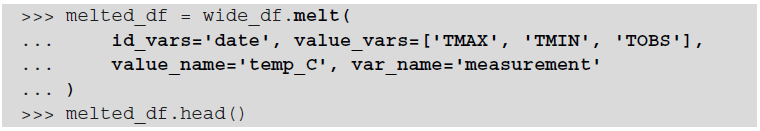 >>> melted_df = wide_df.melt(
...     id_vars='date', value_vars=['TMAX', 'TMIN', 'TOBS'],
...     value_name='temp_C', var_name='measurement'
... )
>>> melted_df.head()